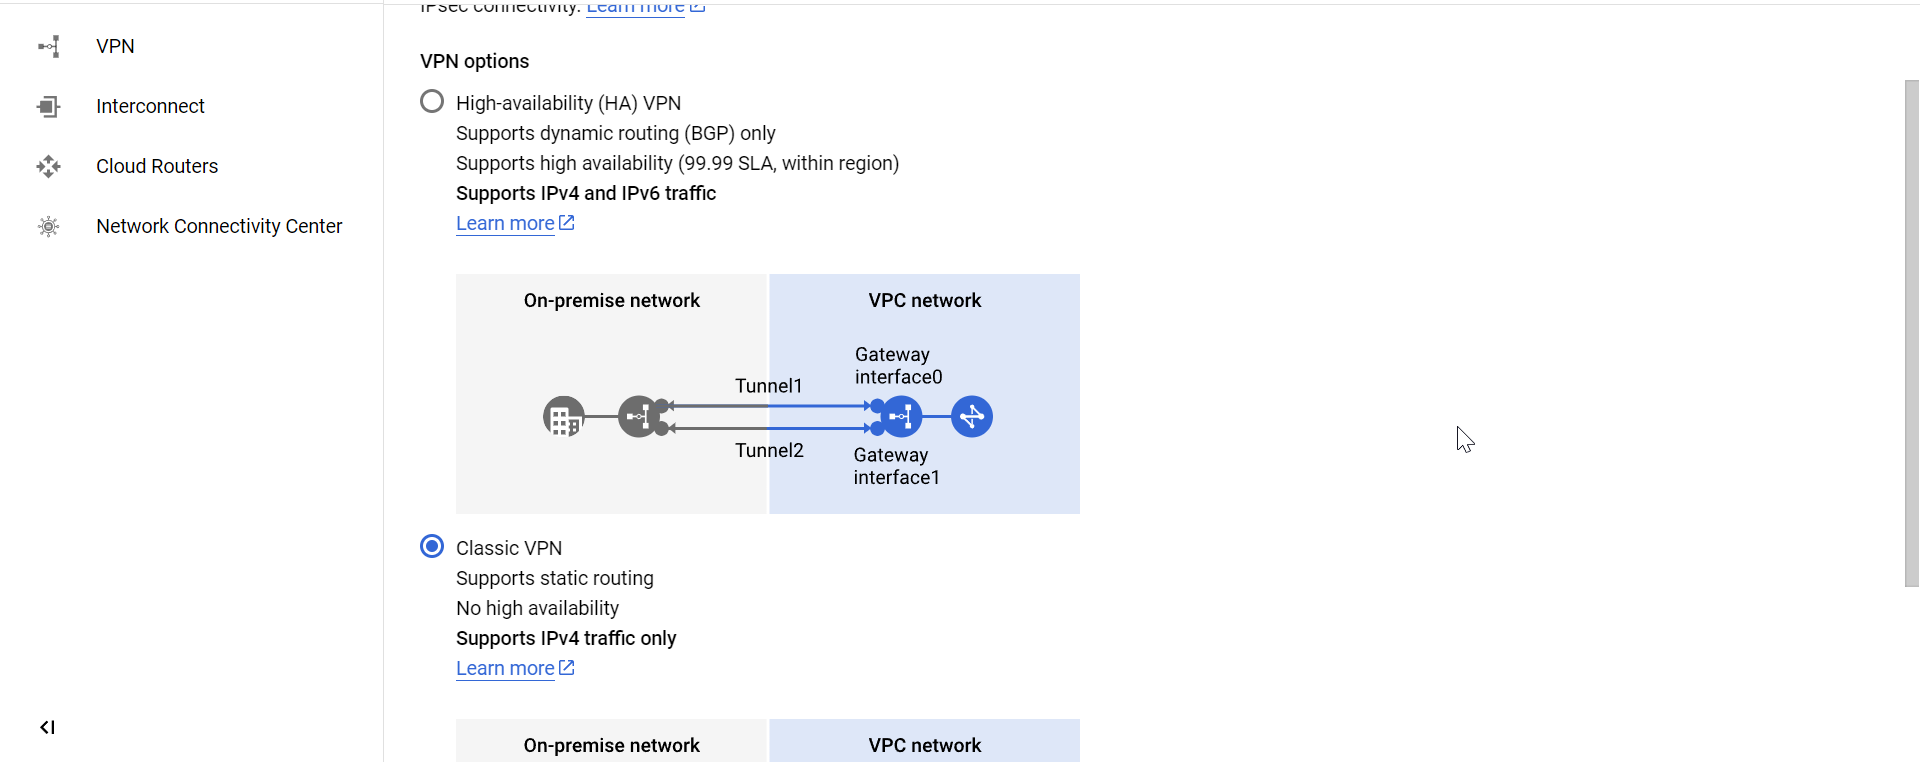 VPN
Interconnect
Cloud Routers
Network Connectivity Center
IPsec connectivity. Learn more
VPN options
High-availability (HA) VPN
Supports dynamic routing (BGP) only
Supports high availability (99.99 SLA, within region)
Supports IPv4 and IPv6 traffic
Learn more
On-premise network
VPC network
Gateway
interface0
Tunnel1
Tunnel2
Gateway
interface1
Classic VPN
Supports static routing
No high availability
Supports IPv4 traffic only
Learn more
On-premise network
VPC network